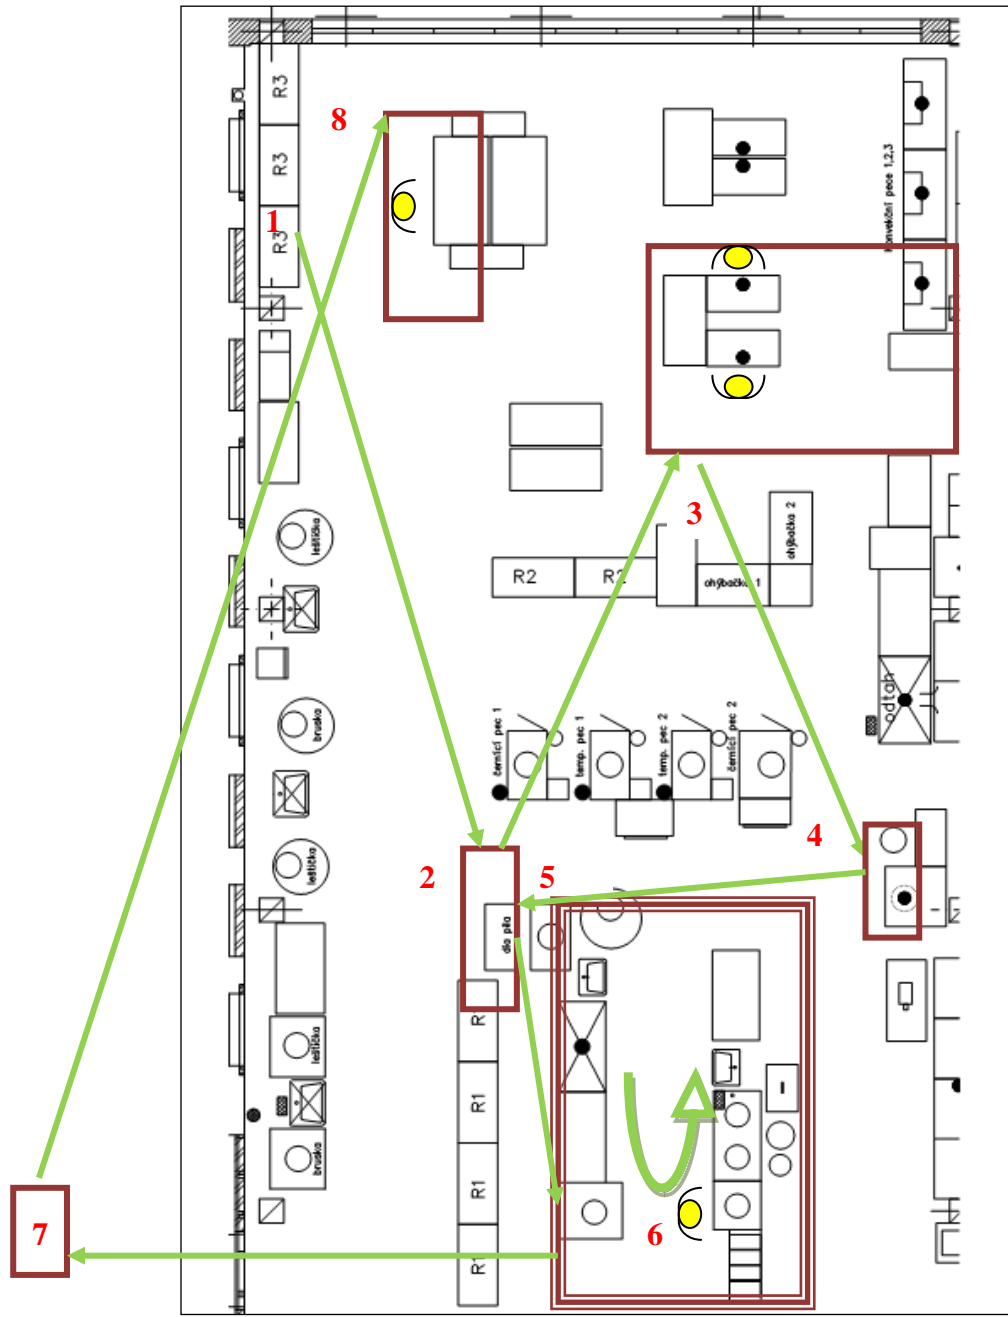 R3
8
R3
1
R3
Konvekční pece 1,2,3
leštička
3
ohýbačka 2
R2
R2
ohýbačka 1
bruska
černící pec 1
temp. pec 1
temp. pec 2
černící pec 2
odtah
4
leštička
2
5
dia pila
R1
leštička
R1
bruska
R1
6
7
R1